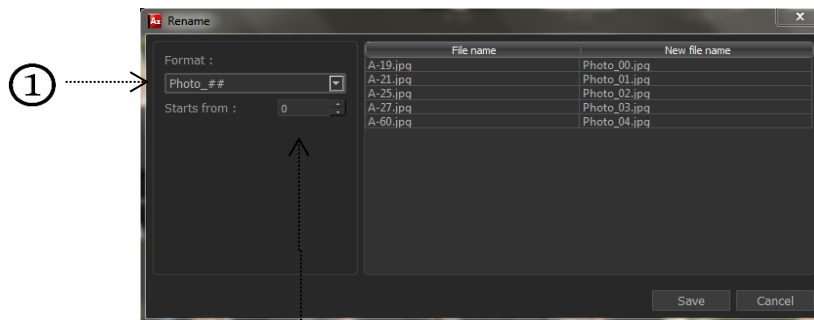 Ax Rename
x
Format :
Photo_##
Starts from : 0
File name New file name
A-19.jpg Photo_00.jpg
A-21.jpg Photo_01.jpg
A-25.jpg Photo_02.jpg
A-27.jpg Photo_03.jpg
A-60.jpg Photo_04.jpg
Save Cancel
1